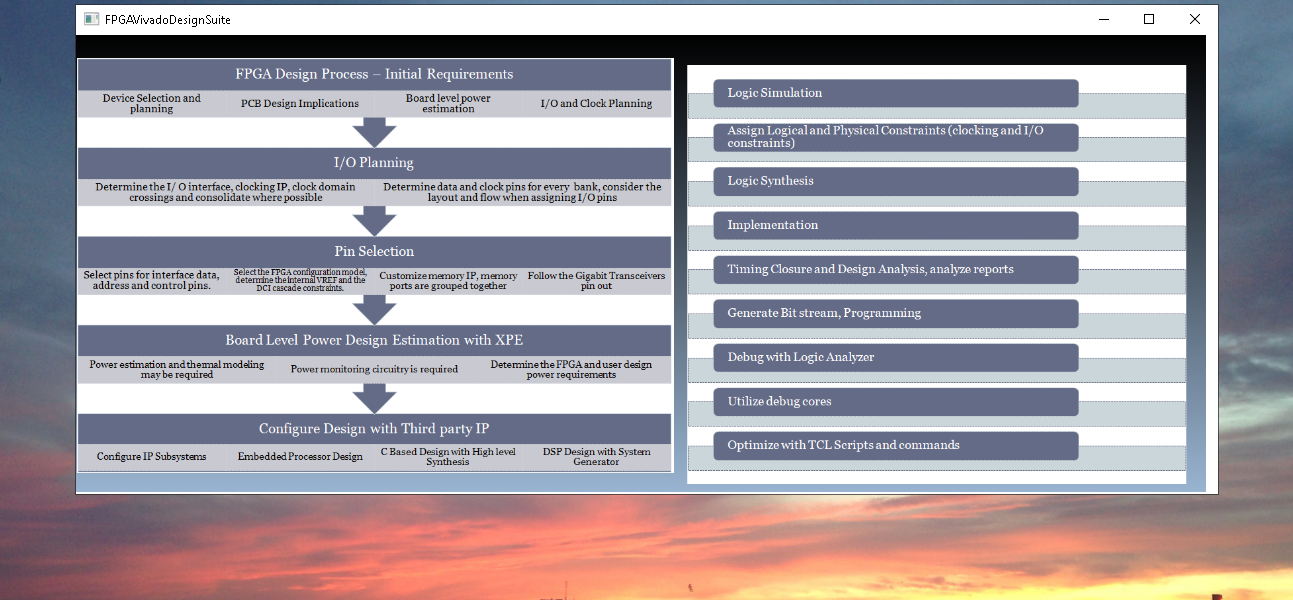 FPGAVivadoDesignSuite
FPGA Design Process – Initial Requirements
Device Selection and
planning
PCB Design Implications
Board level power
estimation
I/O and Clock Planning
I/O Planning
Determine the I/ O interface, clocking IP, clock domain
crossings and consolidate where possible
Determine data and clock pins for every bank, consider the
layout and flow when assigning I/O pins
Pin Selection
Select pins for interface data,
address and control pins.
Select the FPGA configuration model,
determine the internal VREF and the
DCI cascade constraints.
Customize memory IP, memory
ports are grouped together
Follow the Gigabit Transceivers
pin out
Board Level Power Design Estimation with XPE
Power estimation and thermal modeling
may be required
Power monitoring circuitry is required
Determine the FPGA and user design
power requirements
Configure Design with Third party IP
Configure IP Subsystems
Embedded Processor Design
C Based Design with High level
Synthesis
DSP Design with System
Generator
Logic Simulation
Assign Logical and Physical Constraints (clocking and I/O
constraints)
Logic Synthesis
Implementation
Timing Closure and Design Analysis, analyze reports
Generate Bit stream, Programming
Debug with Logic Analyzer
Utilize debug cores
Optimize with TCL Scripts and commands